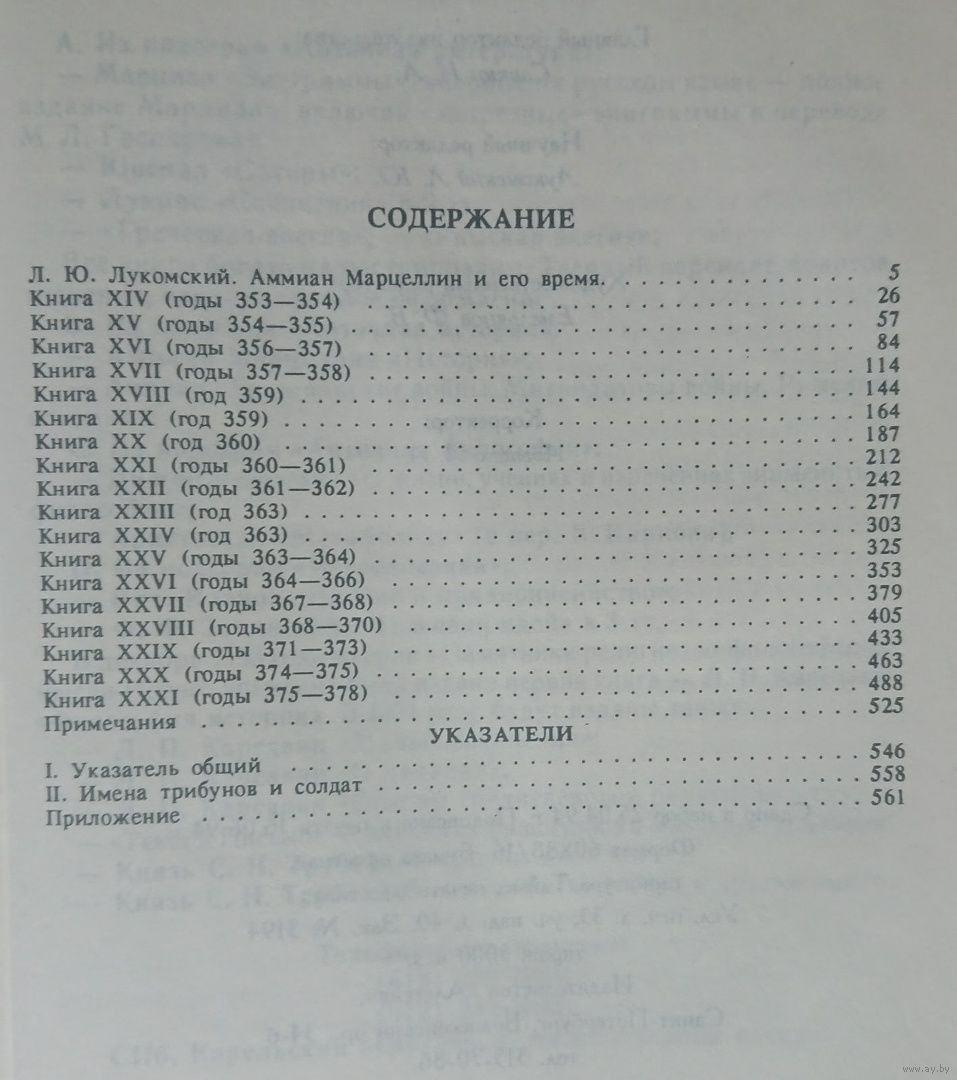 СОДЕРЖАНИЕ
Л. Ю. Лукомский. Аммиан Марцеллин и его время. . . . . . . . . . . . . . 5
Книга XIV (годы 353—354) . . . . . . . . . . . . . . . . . . . . . . 26
Книга XV (годы 354—355) . . . . . . . . . . . . . . . . . . . . . . 57
Книга XVI (годы 356—357) . . . . . . . . . . . . . . . . . . . . . . 84
Книга XVII (годы 357—358) . . . . . . . . . . . . . . . . . . . . . . 114
Книга XVIII (год 359) . . . . . . . . . . . . . . . . . . . . . . 144
Книга XIX (год 359) . . . . . . . . . . . . . . . . . . . . . . 164
Книга XX (год 360) . . . . . . . . . . . . . . . . . . . . . . 187
Книга XXI (годы 360—361) . . . . . . . . . . . . . . . . . . . . . . 212
Книга XXII (годы 361—362) . . . . . . . . . . . . . . . . . . . . . . 242
Книга XXIII (год 363) . . . . . . . . . . . . . . . . . . . . . . 277
Книга XXIV (год 363) . . . . . . . . . . . . . . . . . . . . . . 303
Книга XXV (годы 363—364) . . . . . . . . . . . . . . . . . . . . . . 325
Книга XXVI (годы 364—366) . . . . . . . . . . . . . . . . . . . . . . 353
Книга XXVII (годы 367—368) . . . . . . . . . . . . . . . . . . . . . . 379
Книга XXVIII (годы 368—370) . . . . . . . . . . . . . . . . . . . . . . 405
Книга XXIX (годы 371—373) . . . . . . . . . . . . . . . . . . . . . . 433
Книга XXX (годы 374—375) . . . . . . . . . . . . . . . . . . . . . . 463
Книга XXXI (годы 375—378) . . . . . . . . . . . . . . . . . . . . . . 488
Примечания . . . . . . . . . . . . . . . . . . . . . . 525
УКАЗАТЕЛИ
I. Указатель общий . . . . . . . . . . . . . . . . . . . . . . 546
II. Имена трибунов и солдат . . . . . . . . . . . . . . . . . . . . . . 558
Приложение . . . . . . . . . . . . . . . . . . . . . . 561
www.ay.by